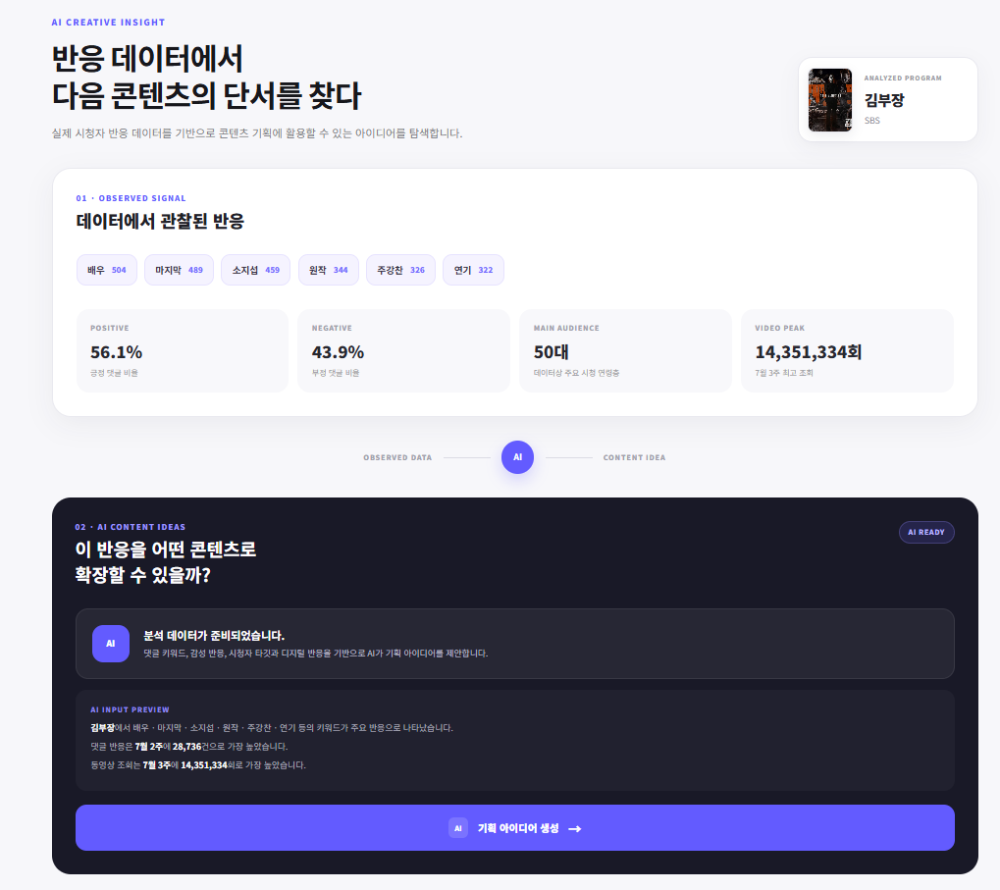 AI CREATIVE INSIGHT
반응 데이터에서
다음 콘텐츠의 단서를 찾다
실제 시청자 반응 데이터를 기반으로 콘텐츠 기획에 활용할 수 있는 아이디어를 탐색합니다.
ANALYZED PROGRAM
김부장
SBS
01 · OBSERVED SIGNAL
데이터에서 관찰된 반응
배우 504 마지막 489 소지섭 459 원작 344 주강찬 326 연기 322
POSITIVE
56.1%
긍정 댓글 비율
NEGATIVE
43.9%
부정 댓글 비율
MAIN AUDIENCE
50대
데이터상 주요 시청 연령층
VIDEO PEAK
14,351,334회
7월 3주 최고 조회
OBSERVED DATA AI CONTENT IDEA
02 · AI CONTENT IDEAS
이 반응을 어떤 콘텐츠로
확장할 수 있을까?
AI READY
AI
분석 데이터가 준비되었습니다.
댓글 키워드, 감성 반응, 시청자 타깃과 디지털 반응을 기반으로 AI가 기획 아이디어를 제안합니다.
AI INPUT PREVIEW
김부장에서 배우 · 마지막 · 소지섭 · 원작 · 주강찬 · 연기 등의 키워드가 주요 반응으로 나타났습니다.
댓글 반응은 7월 2주에 28,736건으로 가장 높았습니다.
동영상 조회는 7월 3주에 14,351,334회로 가장 높았습니다.
AI 기획 아이디어 생성 →